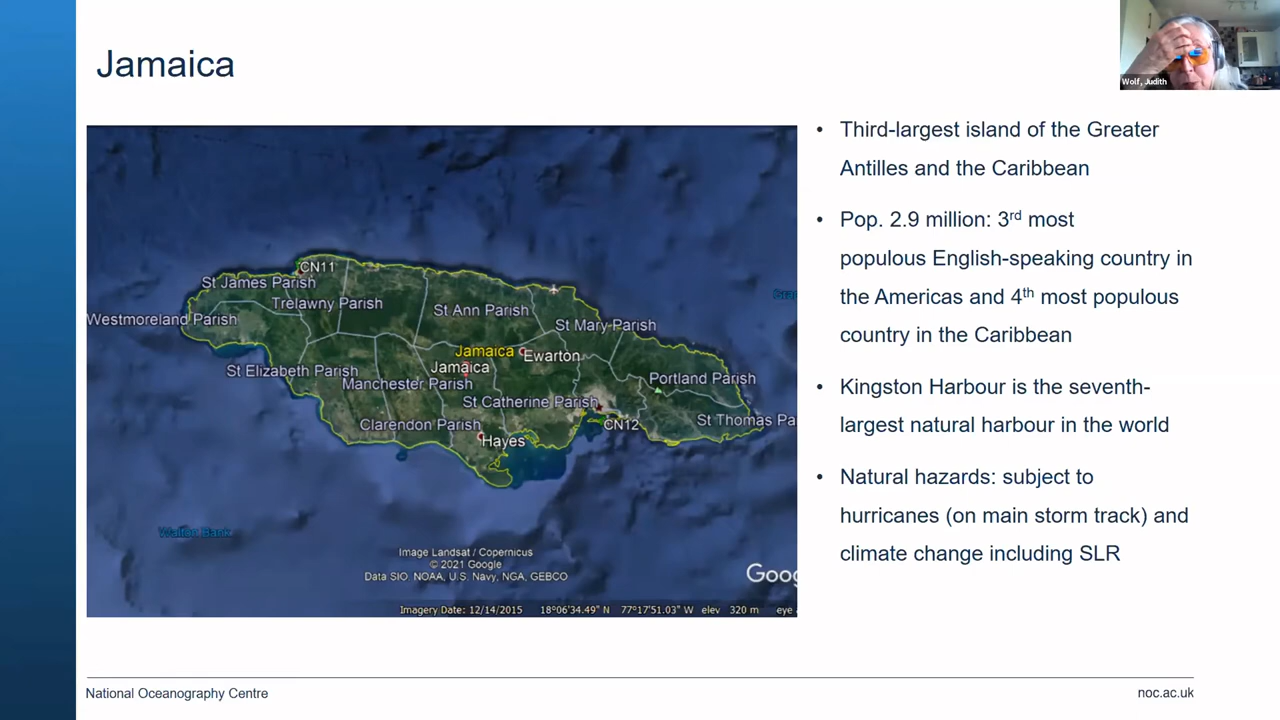 Jamaica
Wolf, Judith
• Third-largest island of the Greater
Antilles and the Caribbean
• Pop. 2.9 million: 3rd most
populous English-speaking country in
the Americas and 4th most populous
country in the Caribbean
• Kingston Harbour is the seventh-
largest natural harbour in the world
• Natural hazards: subject to
hurricanes (on main storm track) and
climate change including SLR
CN11
St James Parish
Trelawny Parish
St Ann Parish
Westmoreland Parish
St Mary Parish
Jamaica
Ewarton
Jamaica
St Elizabeth Parish
Manchester Parish
Portland Parish
St Catherine Parish
St Thomas Pa
Clarendon Parish
CN12
Hayes
Walton Bank
Image Landsat / Copernicus
© 2021 Google
Data SIO, NOAA, U.S. Navy, NGA, GEBCO
Goog
Imagery Date: 12/14/2015 18°06'34.49" N 77°17'51.03" W elev 320 m eye
National Oceanography Centre
noc.ac.uk